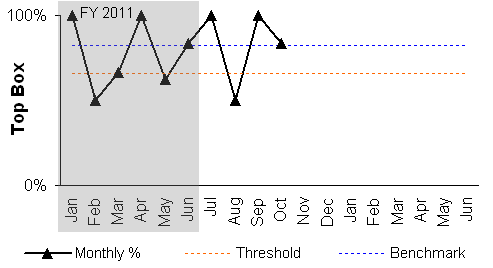 100%
FY 2011
Top Box
0%
Jan Feb Mar Apr May Jun Jul Aug Sep Oct Nov Dec Jan Feb Mar Apr May Jun
Monthly % Threshold Benchmark